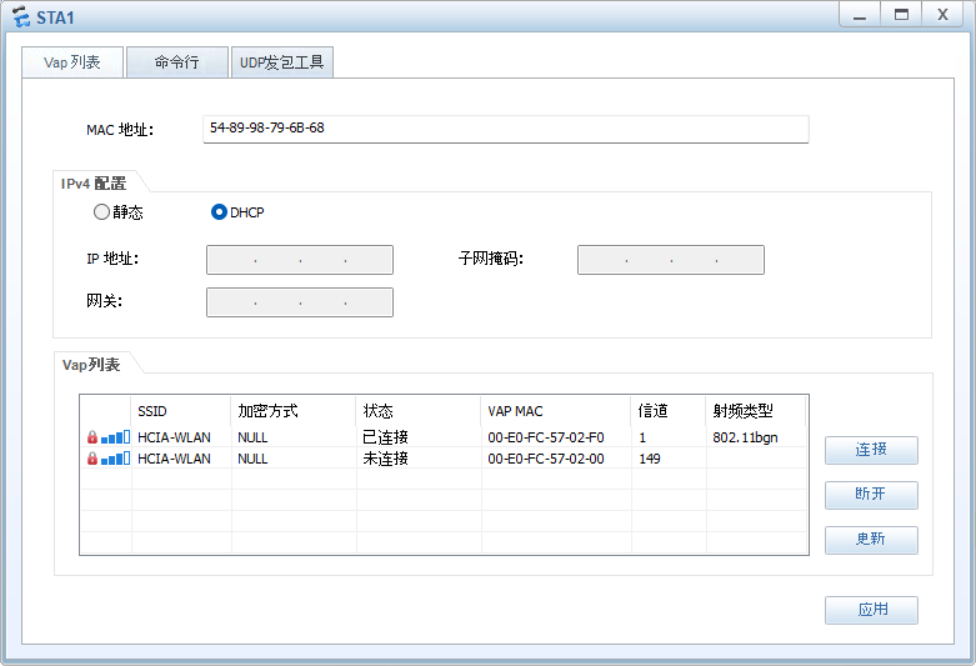 STA1
Vap 列表 命令行 UDP发包工具
MAC 地址: 54-89-98-79-6B-68
IPv4 配置
静态 DHCP
IP 地址: . . . 子网掩码: . . .
网关: . . .
Vap列表
SSID 加密方式 状态 VAP MAC 信道 射频类型
HCIA-WLAN NULL 已连接 00-E0-FC-57-02-F0 1 802.11bgn
HCIA-WLAN NULL 未连接 00-E0-FC-57-02-00 149
连接
断开
更新
应用